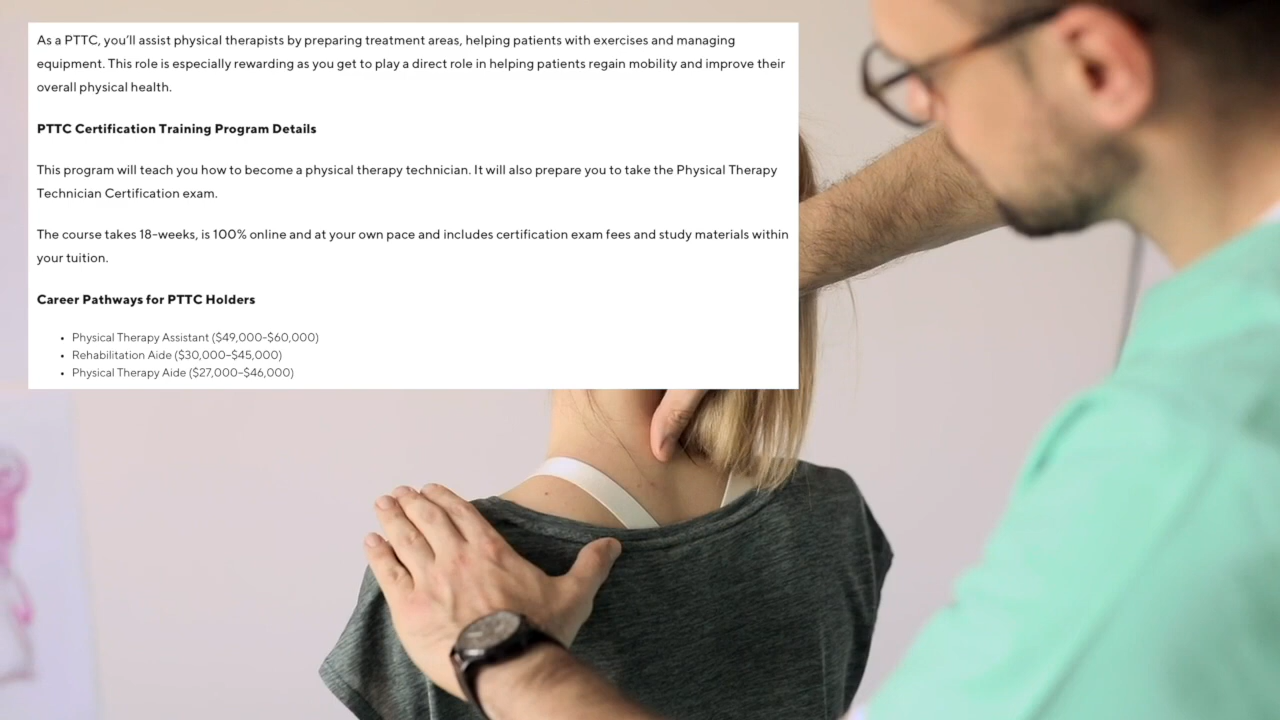 As a PTTC, you’ll assist physical therapists by preparing treatment areas, helping patients with exercises and managing
equipment. This role is especially rewarding as you get to play a direct role in helping patients regain mobility and improve their
overall physical health.
PTTC Certification Training Program Details
This program will teach you how to become a physical therapy technician. It will also prepare you to take the Physical Therapy
Technician Certification exam.
The course takes 18-weeks, is 100% online and at your own pace and includes certification exam fees and study materials within
your tuition.
Career Pathways for PTTC Holders
• Physical Therapy Assistant ($49,000–$60,000)
• Rehabilitation Aide ($30,000–$45,000)
• Physical Therapy Aide ($27,000–$46,000)